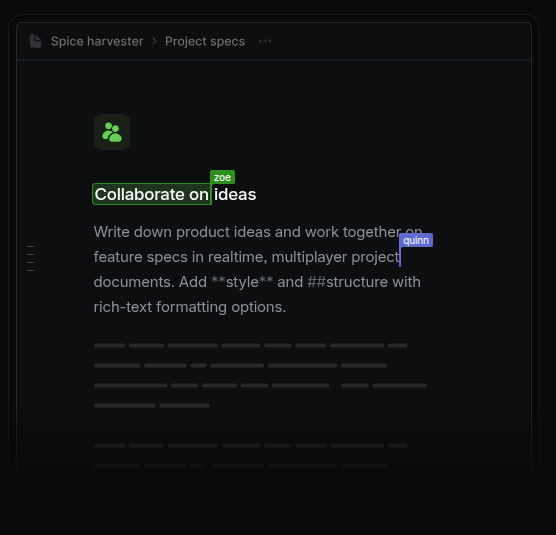 Spice harvester › Project specs ···
zoe
Collaborate on ideas
Write down product ideas and work together on
quinn
feature specs in realtime, multiplayer project
documents. Add **style** and ##structure with
rich-text formatting options.